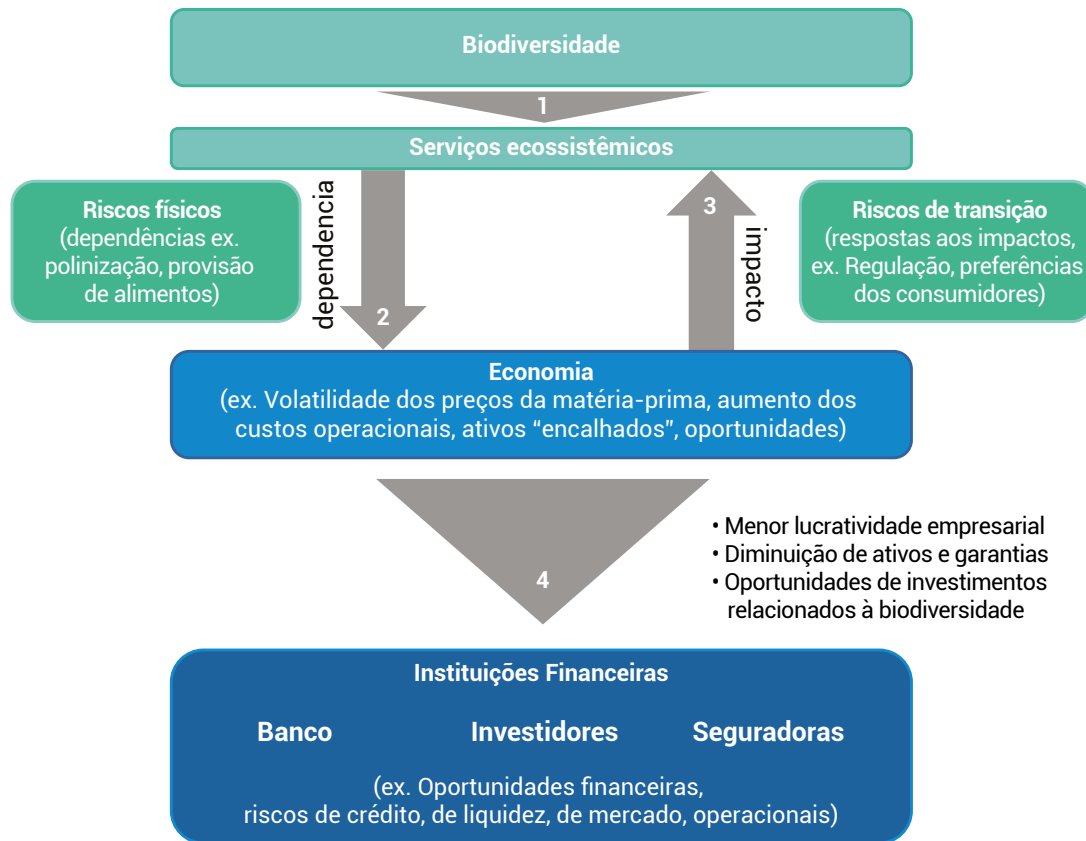 Biodiversidade
1
Serviços ecossistêmicos
Riscos físicos
(dependências ex.
polinização, provisão
de alimentos)
dependencia
2
3
impacto
Riscos de transição
(respostas aos impactos,
ex. Regulação, preferências
dos consumidores)
Economia
(ex. Volatilidade dos preços da matéria-prima, aumento dos
custos operacionais, ativos “encalhados”, oportunidades)
4
• Menor lucratividade empresarial
• Diminuição de ativos e garantias
• Oportunidades de investimentos
relacionados à biodiversidade
Instituições Financeiras
Banco Investidores Seguradoras
(ex. Oportunidades financeiras,
riscos de crédito, de liquidez, de mercado, operacionais)